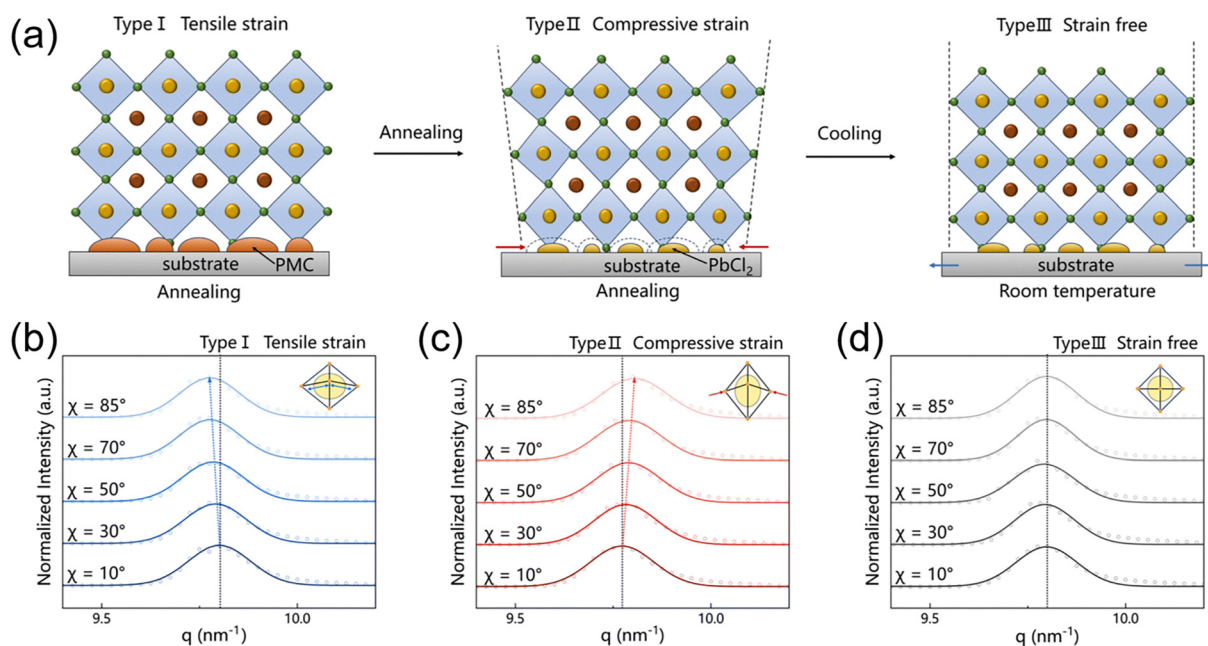 (a)
Type Ⅰ Tensile strain
Type Ⅱ Compressive strain
Type Ⅲ Strain free
Annealing
Cooling
substrate
PMC
Annealing
substrate
PbCl₂
Annealing
substrate
Room temperature
(b)
Type Ⅰ Tensile strain
χ = 85°
χ = 70°
χ = 50°
χ = 30°
χ = 10°
Normalized Intensity (a.u.)
9.5
10.0
q (nm⁻¹)
(c)
Type Ⅱ Compressive strain
χ = 85°
χ = 70°
χ = 50°
χ = 30°
χ = 10°
Normalized Intensity (a.u.)
9.5
10.0
q (nm⁻¹)
(d)
Type Ⅲ Strain free
χ = 85°
χ = 70°
χ = 50°
χ = 30°
χ = 10°
Normalized Intensity (a.u.)
9.5
10.0
q (nm⁻¹)